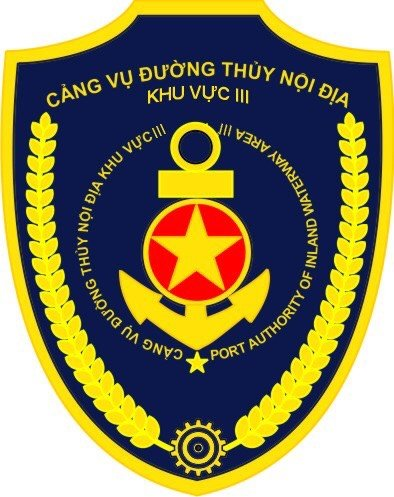 CẢNG VỤ ĐƯỜNG THỦY NỘI ĐỊA
KHU VỰC III
CẢNG VỤ ĐƯỜNG THỦY NỘI ĐỊA KHU VỰC III
PORT AUTHORITY OF INLAND WATERWAY AREA III